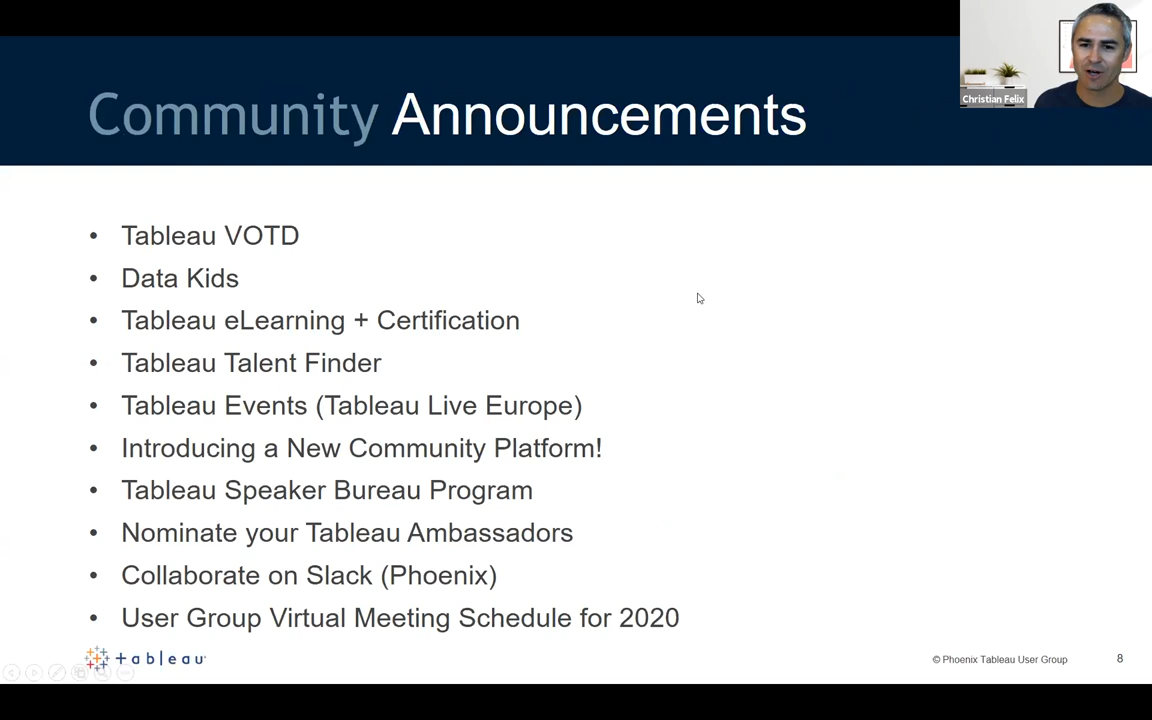 Community Announcements
Christian Felix
• Tableau VOTD
• Data Kids
• Tableau eLearning + Certification
• Tableau Talent Finder
• Tableau Events (Tableau Live Europe)
• Introducing a New Community Platform!
• Tableau Speaker Bureau Program
• Nominate your Tableau Ambassadors
• Collaborate on Slack (Phoenix)
• User Group Virtual Meeting Schedule for 2020
+ableau
© Phoenix Tableau User Group
8